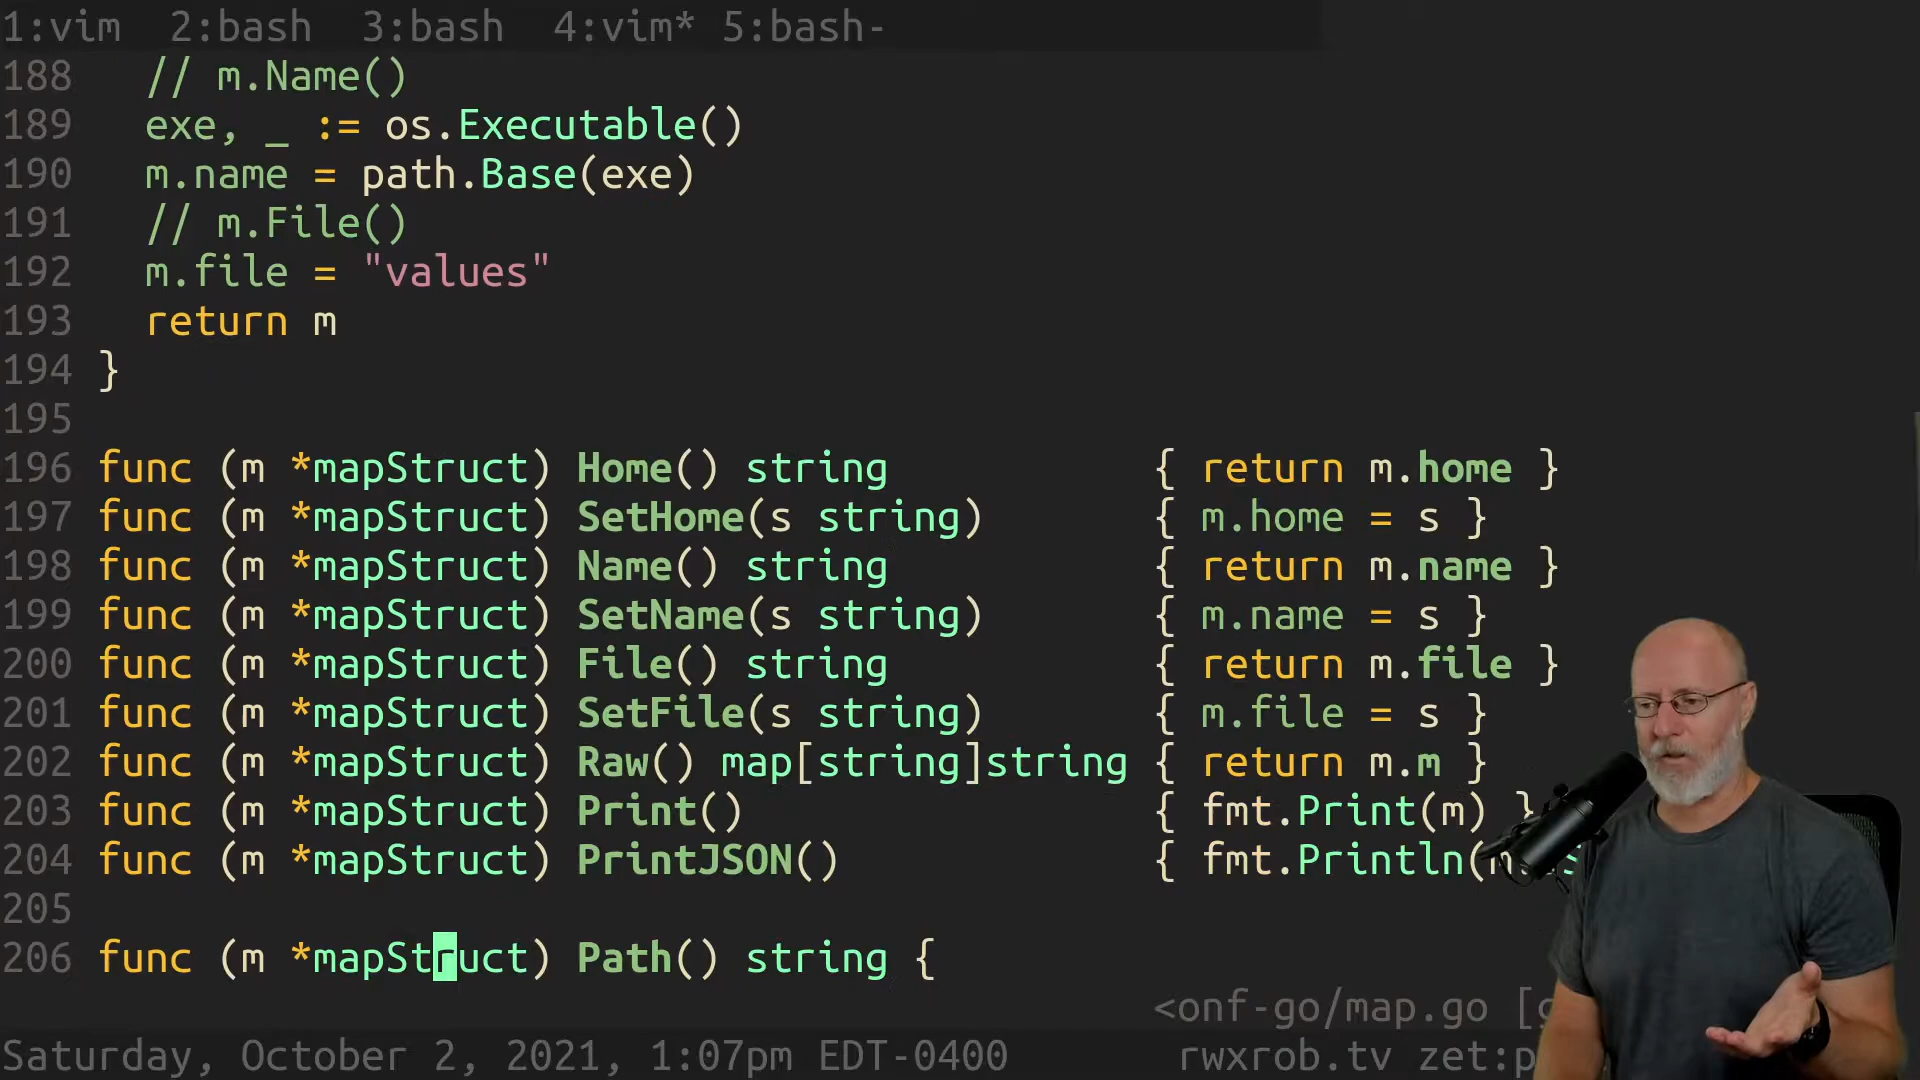 1:vim  2:bash  3:bash  4:vim* 5:bash-
188   // m.Name()
189   exe, _ := os.Executable()
190   m.name = path.Base(exe)
191   // m.File()
192   m.file = "values"
193   return m
194 }
195
196 func (m *mapStruct) Home() string           { return m.home }
197 func (m *mapStruct) SetHome(s string)       { m.home = s }
198 func (m *mapStruct) Name() string           { return m.name }
199 func (m *mapStruct) SetName(s string)       { m.name = s }
200 func (m *mapStruct) File() string           { return m.file }
201 func (m *mapStruct) SetFile(s string)       { m.file = s }
202 func (m *mapStruct) Raw() map[string]string { return m.m }
203 func (m *mapStruct) Print()                 { fmt.Print(m) }
204 func (m *mapStruct) PrintJSON()             { fmt.Println(
205
206 func (m *mapStruct) Path() string {
<onf-go/map.go [
Saturday, October 2, 2021, 1:07pm EDT-0400 rwxrob.tv zet:p